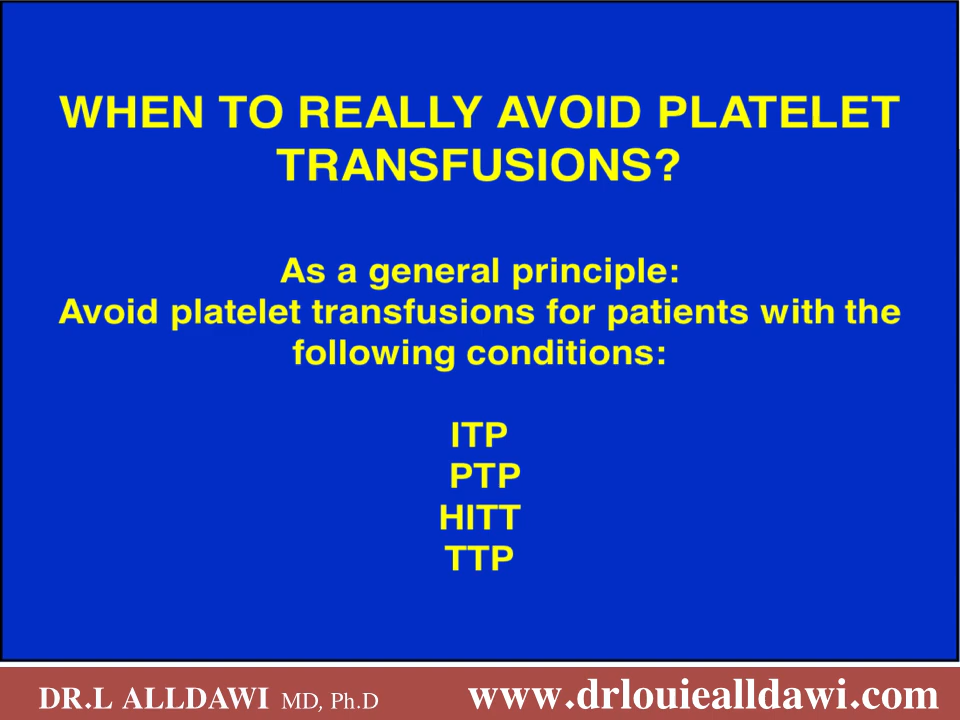 WHEN TO REALLY AVOID PLATELET
TRANSFUSIONS?
As a general principle:
Avoid platelet transfusions for patients with the
following conditions:
ITP
PTP
HITT
TTP
DR.L ALLDAWI MD, Ph.D www.drlouiealldawi.com